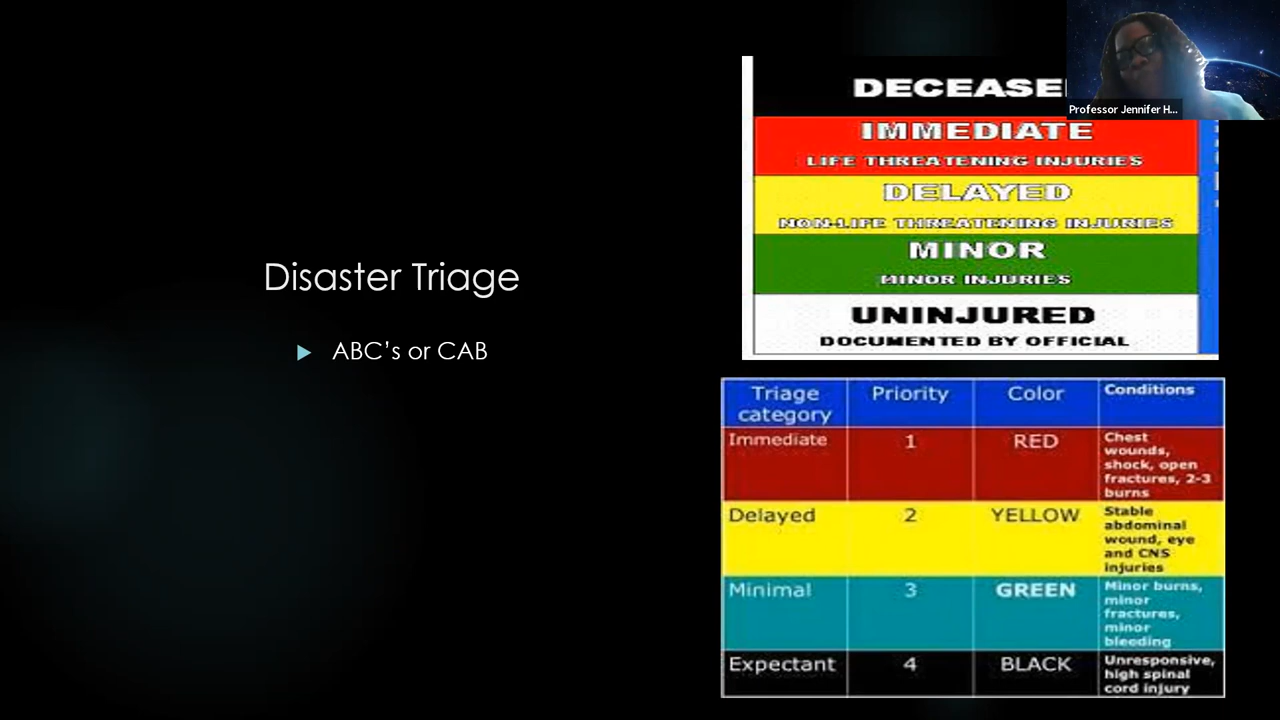 Disaster Triage
ABC's or CAB
Professor Jennifer H...
IMMEDIATE
LIFE THREATENING INJURIES
DELAYED
NON-LIFE THREATENING INJURIES
MINOR
MINOR INJURIES
UNINJURED
DOCUMENTED BY OFFICIAL
Triage category
Priority
Color
Conditions
Immediate
1
RED
Chest
wounds,
shock, open
fractures, 2-3
burns
Delayed
2
YELLOW
Stable
abdominal
wound, eye
and CNS
injuries
Minimal
3
GREEN
Minor burns,
minor
fractures,
minor
bleeding
Expectant
4
BLACK
Unresponsive,
high spinal
cord injury